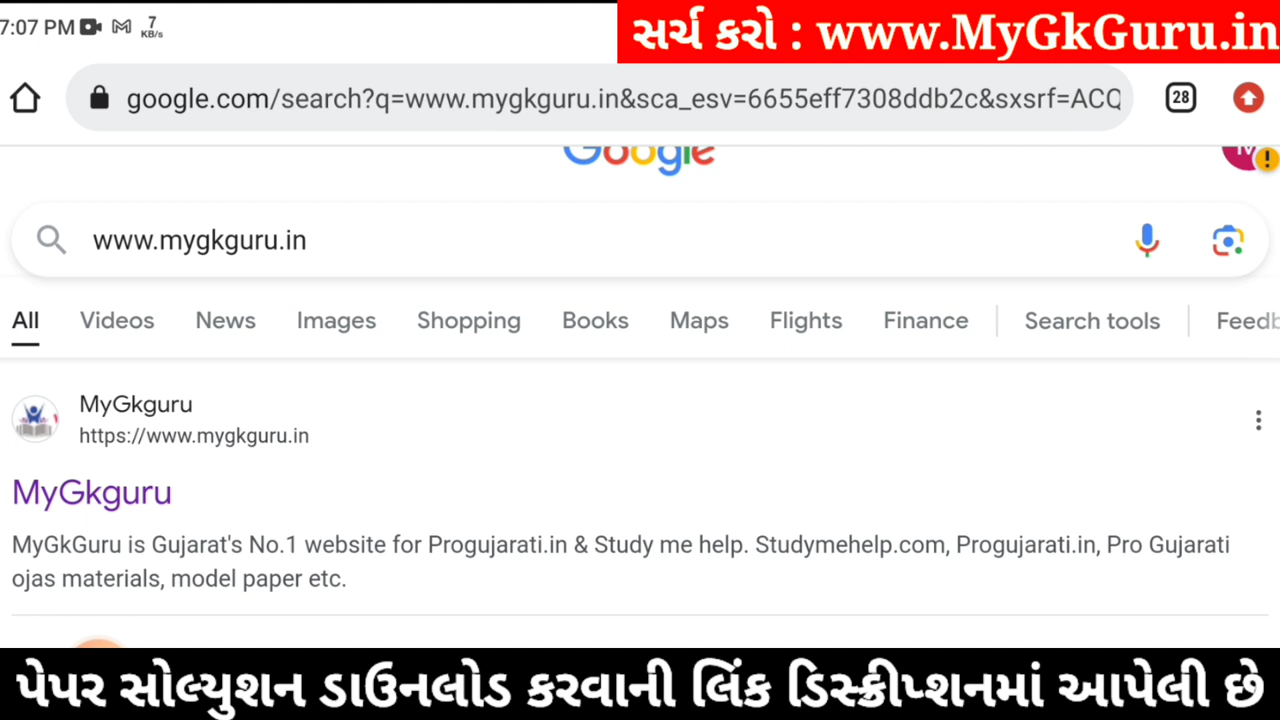 7:07 PM 7 KB/s
સર્ચ કરો : www.MyGkGuru.in
google.com/search?q=www.mygkguru.in&sca_esv=6655eff7308ddb2c&sxsrf=ACQ
28
Google
www.mygkguru.in
All Videos News Images Shopping Books Maps Flights Finance Search tools Feedb
MyGkguru
https://www.mygkguru.in
MyGkguru
MyGkGuru is Gujarat's No.1 website for Progujarati.in & Study me help. Studymehelp.com, Progujarati.in, Pro Gujarati
ojas materials, model paper etc.
પેપર સોલ્યુશન ડાઉનલોડ કરવાની લિંક ડિસ્ક્રીપ્શનમાં આપેલી છે